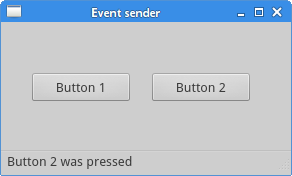 Event sender
Button 1
Button 2
Button 2 was pressed